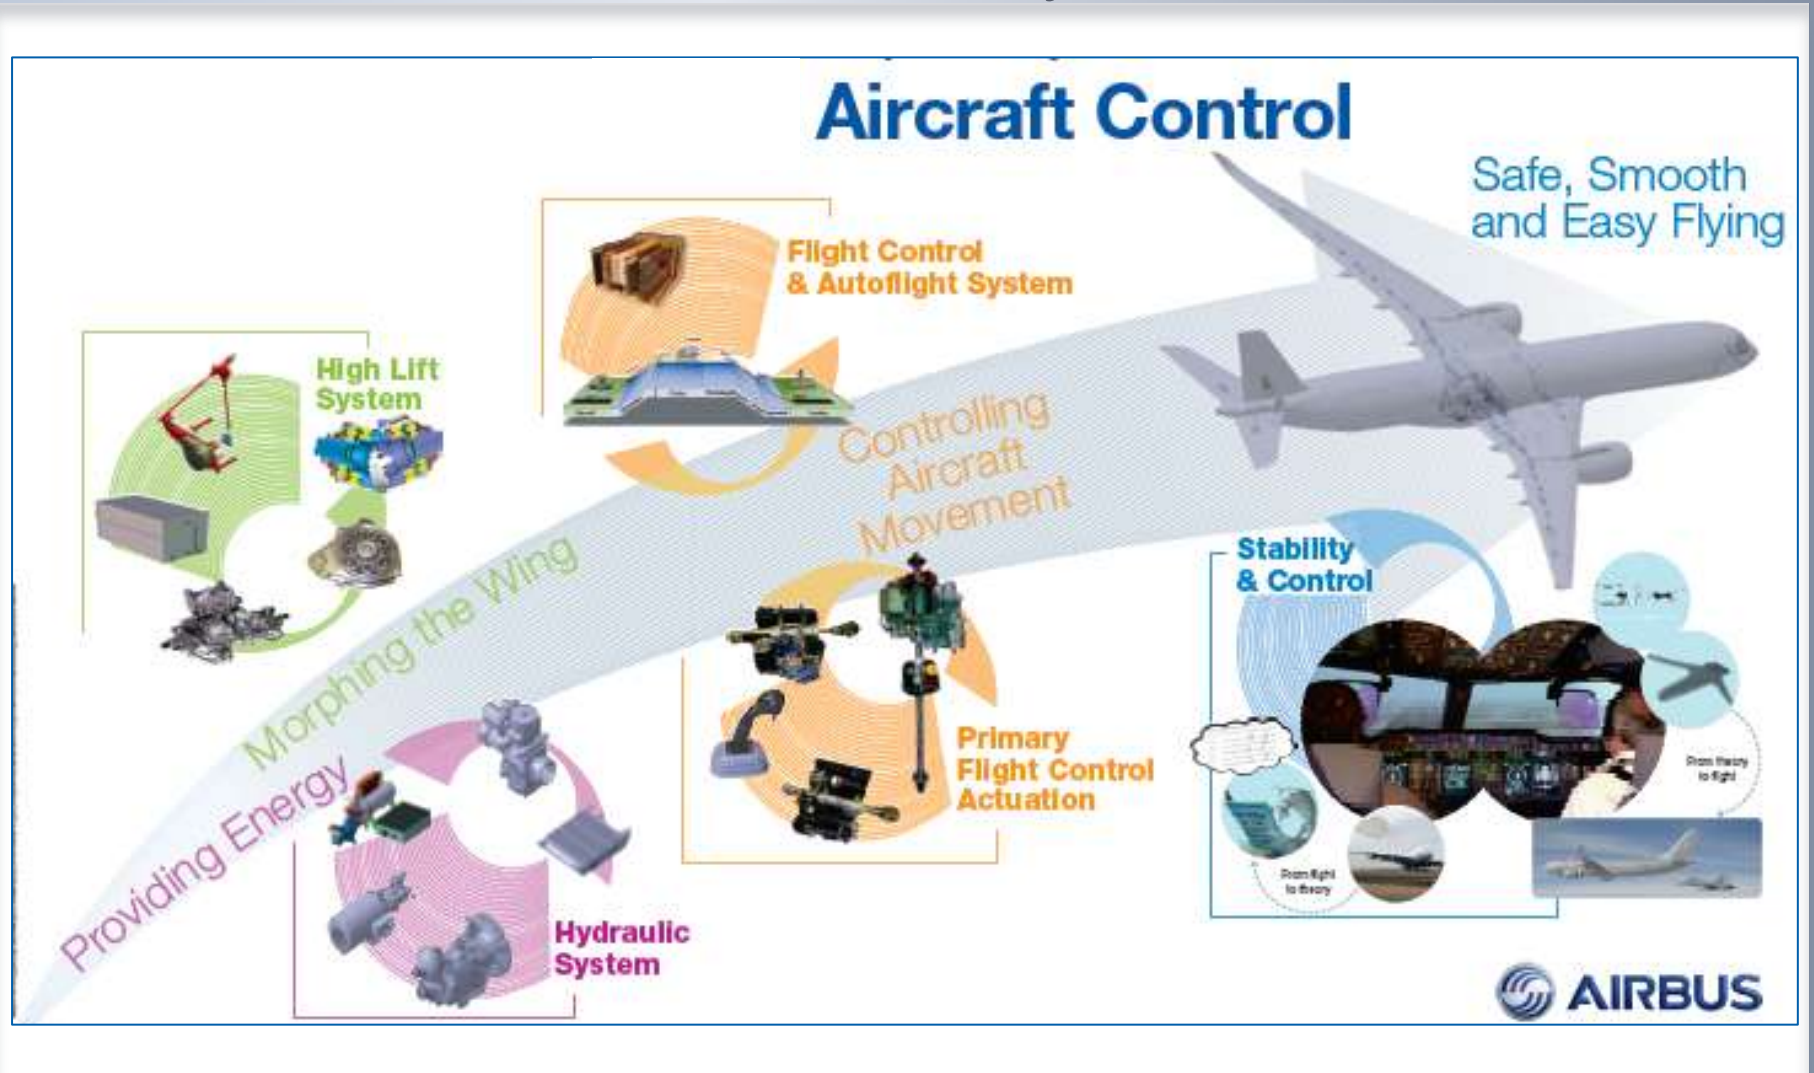 Aircraft Control
Safe, Smooth
and Easy Flying
Flight Control
& Autoflight System
High Lift
System
Controlling
Aircraft
Movement
Morphing the Wing
Providing Energy
Stability
& Control
Primary
Flight Control
Actuation
From theory
to flight
From flight
to theory
Hydraulic
System
AIRBUS